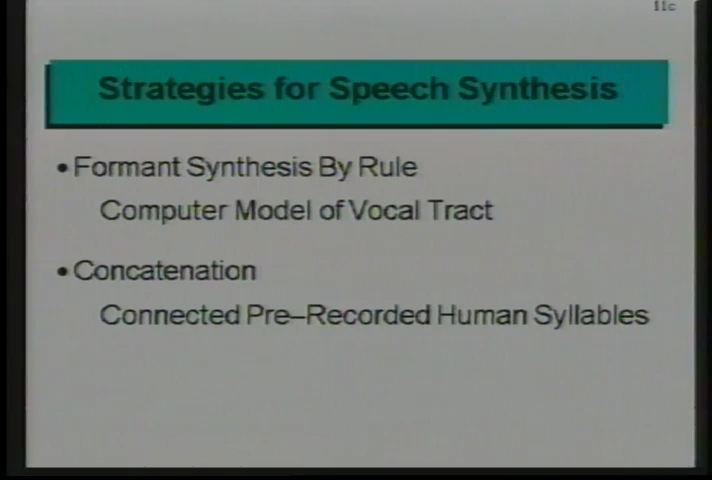 11c
Strategies for Speech Synthesis
• Formant Synthesis By Rule
Computer Model of Vocal Tract
• Concatenation
Connected Pre–Recorded Human Syllables